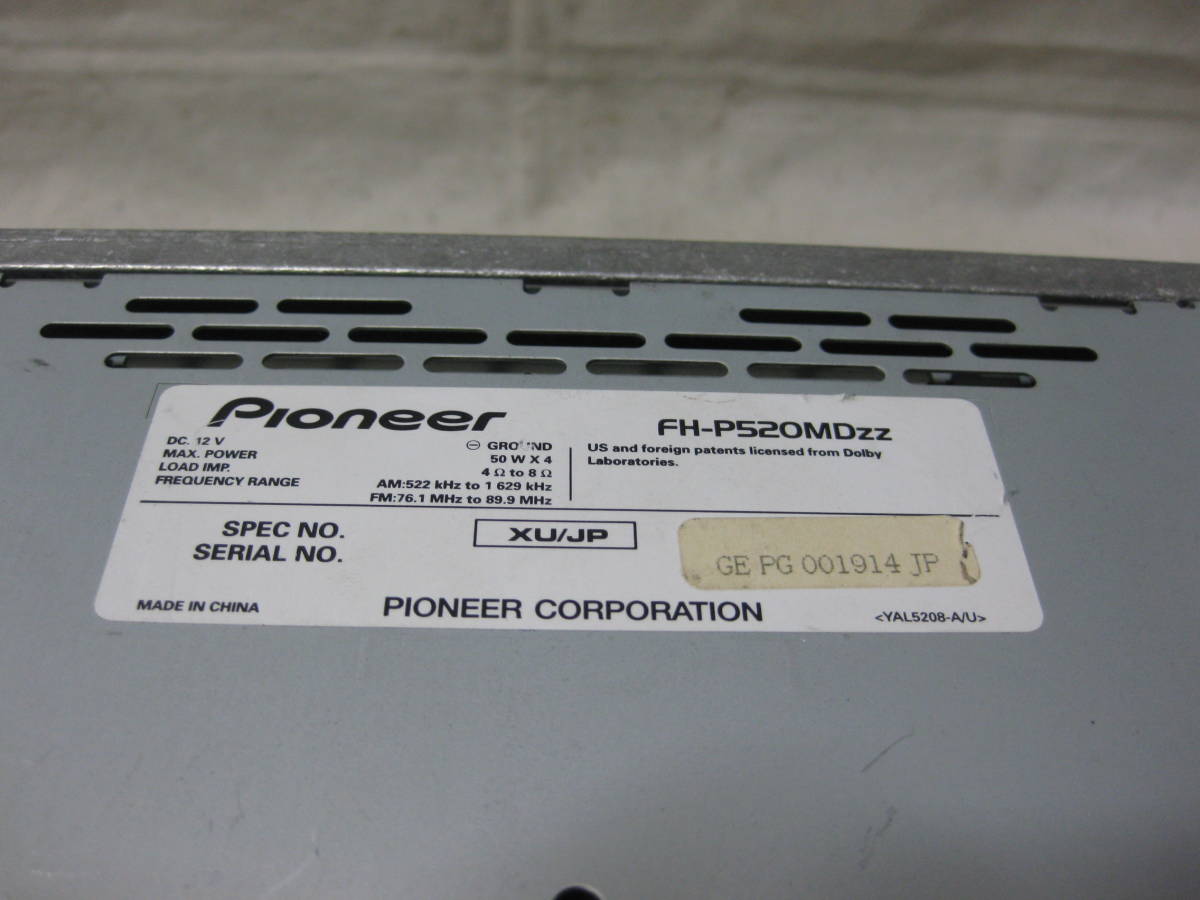 Pioneer
DC. 12 V ⊖ GROUND
MAX. POWER 50 W X 4
LOAD IMP. 4 Ω to 8 Ω
FREQUENCY RANGE AM:522 kHz to 1 629 kHz
FM:76.1 MHz to 89.9 MHz
FH-P520MDzz
US and foreign patents licensed from Dolby
Laboratories.
SPEC NO. XU/JP
SERIAL NO. GE PG 001914 JP
MADE IN CHINA PIONEER CORPORATION <YAL5208-A/U>